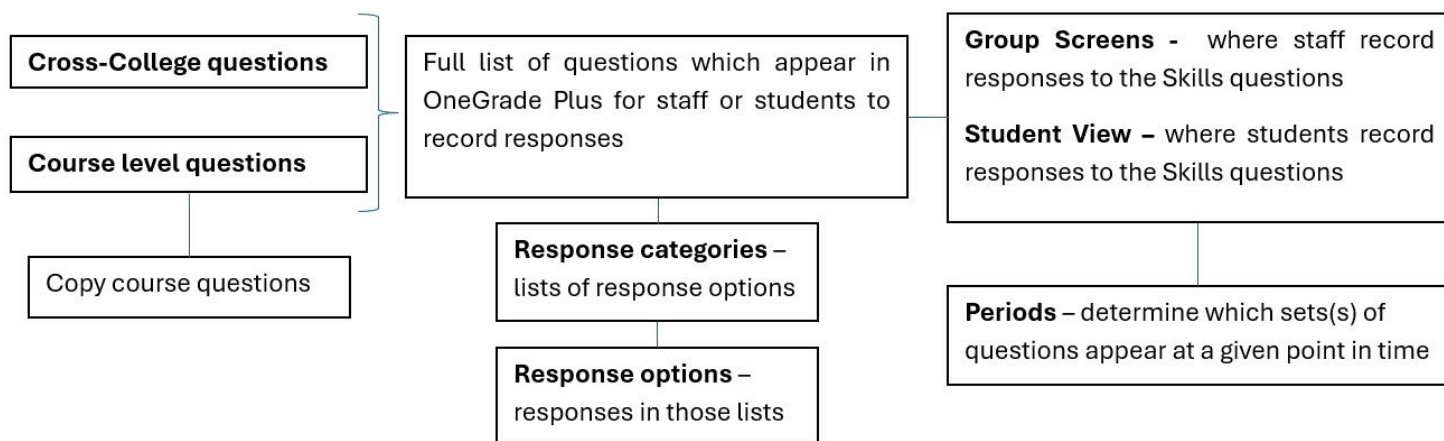 Cross-College questions
Course level questions
Copy course questions
Full list of questions which appear in
OneGrade Plus for staff or students to
record responses
Response categories –
lists of response options
Response options –
responses in those lists
Group Screens - where staff record
responses to the Skills questions
Student View – where students record
responses to the Skills questions
Periods – determine which sets(s) of
questions appear at a given point in time